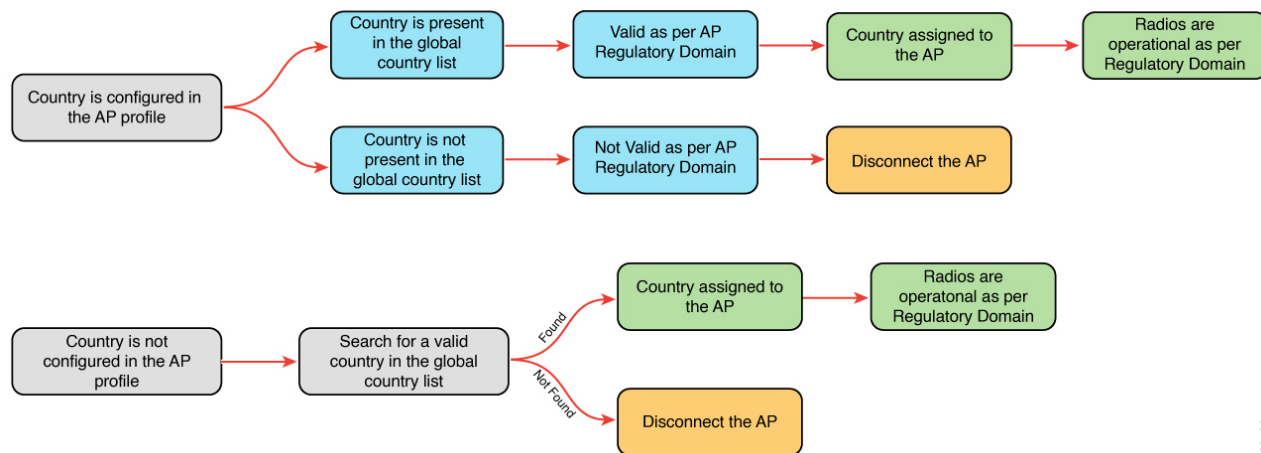 Country is present
in the global
country list
Valid as per AP
Regulatory Domain
Country assigned to
the AP
Radios are
operational as per
Regulatory Domain
Country is configured in
the AP profile
Country is not
present in the
global country list
Not Valid as per AP
Regulatory Domain
Disconnect the AP
Country is not
configured in the AP
profile
Search for a valid
country in the global
country list
Found
Not Found
Country assigned to
the AP
Radios are
operatonal as per
Regulatory Domain
Disconnect the AP